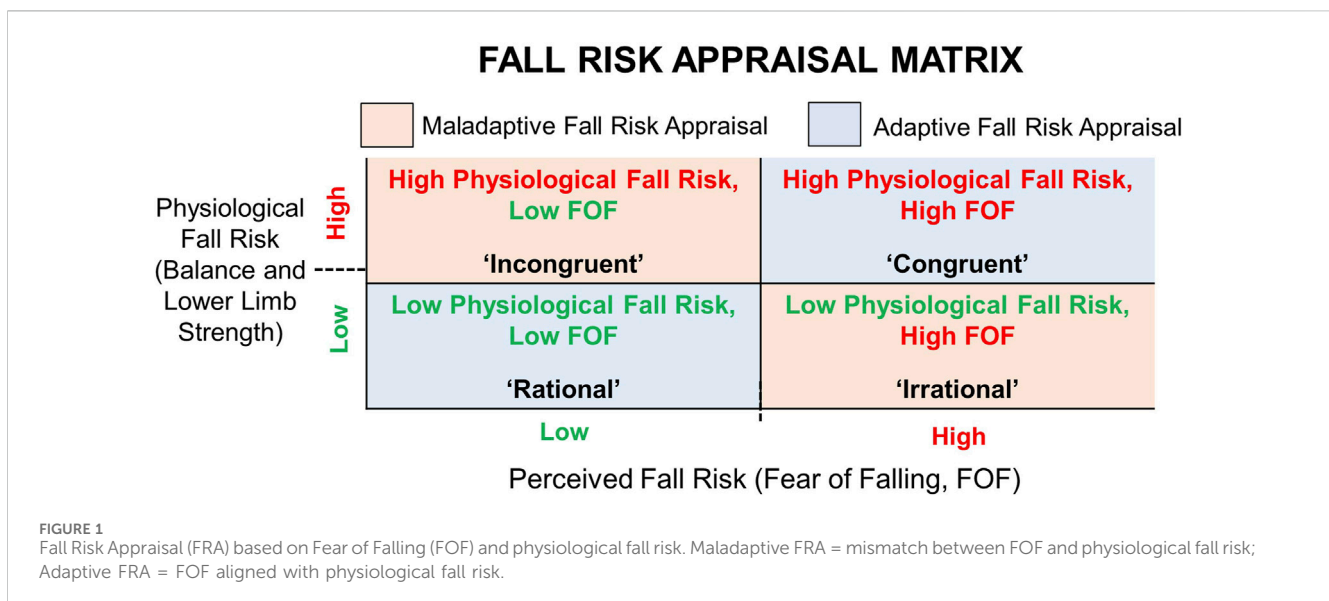 FALL RISK APPRAISAL MATRIX
Maladaptive Fall Risk Appraisal
Adaptive Fall Risk Appraisal
Physiological
Fall Risk
(Balance and
Lower Limb
Strength)
High
Low
High Physiological Fall Risk,
Low FOF
‘Incongruent’
High Physiological Fall Risk,
High FOF
‘Congruent’
Low Physiological Fall Risk,
Low FOF
‘Rational’
Low Physiological Fall Risk,
High FOF
‘Irrational’
Low
High
Perceived Fall Risk (Fear of Falling, FOF)
FIGURE 1
Fall Risk Appraisal (FRA) based on Fear of Falling (FOF) and physiological fall risk. Maladaptive FRA = mismatch between FOF and physiological fall risk;
Adaptive FRA = FOF aligned with physiological fall risk.